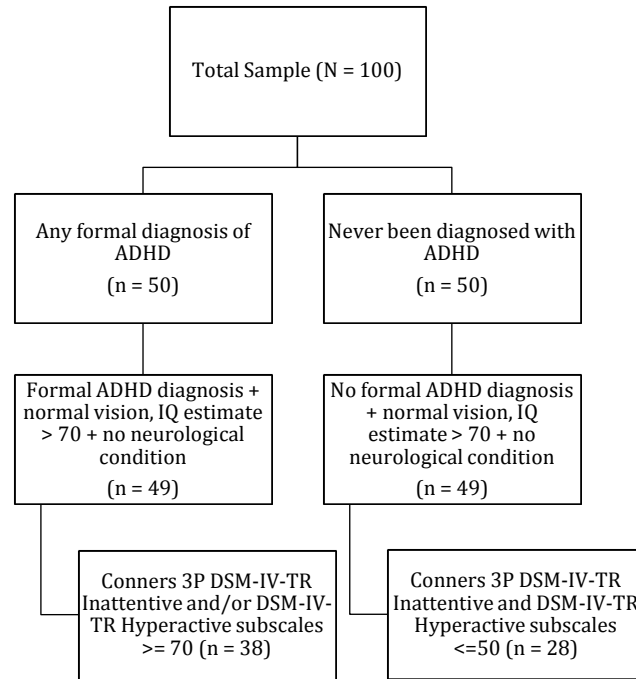 Total Sample (N = 100)
Any formal diagnosis of
ADHD
(n = 50)
Never been diagnosed with
ADHD
(n = 50)
Formal ADHD diagnosis +
normal vision, IQ estimate
> 70 + no neurological
condition
(n = 49)
No formal ADHD diagnosis
+ normal vision, IQ
estimate > 70 + no
neurological condition
(n = 49)
Conners 3P DSM-IV-TR
Inattentive and/or DSM-IV-
TR Hyperactive subscales
>= 70 (n = 38)
Conners 3P DSM-IV-TR
Inattentive and DSM-IV-TR
Hyperactive subscales
<=50 (n = 28)